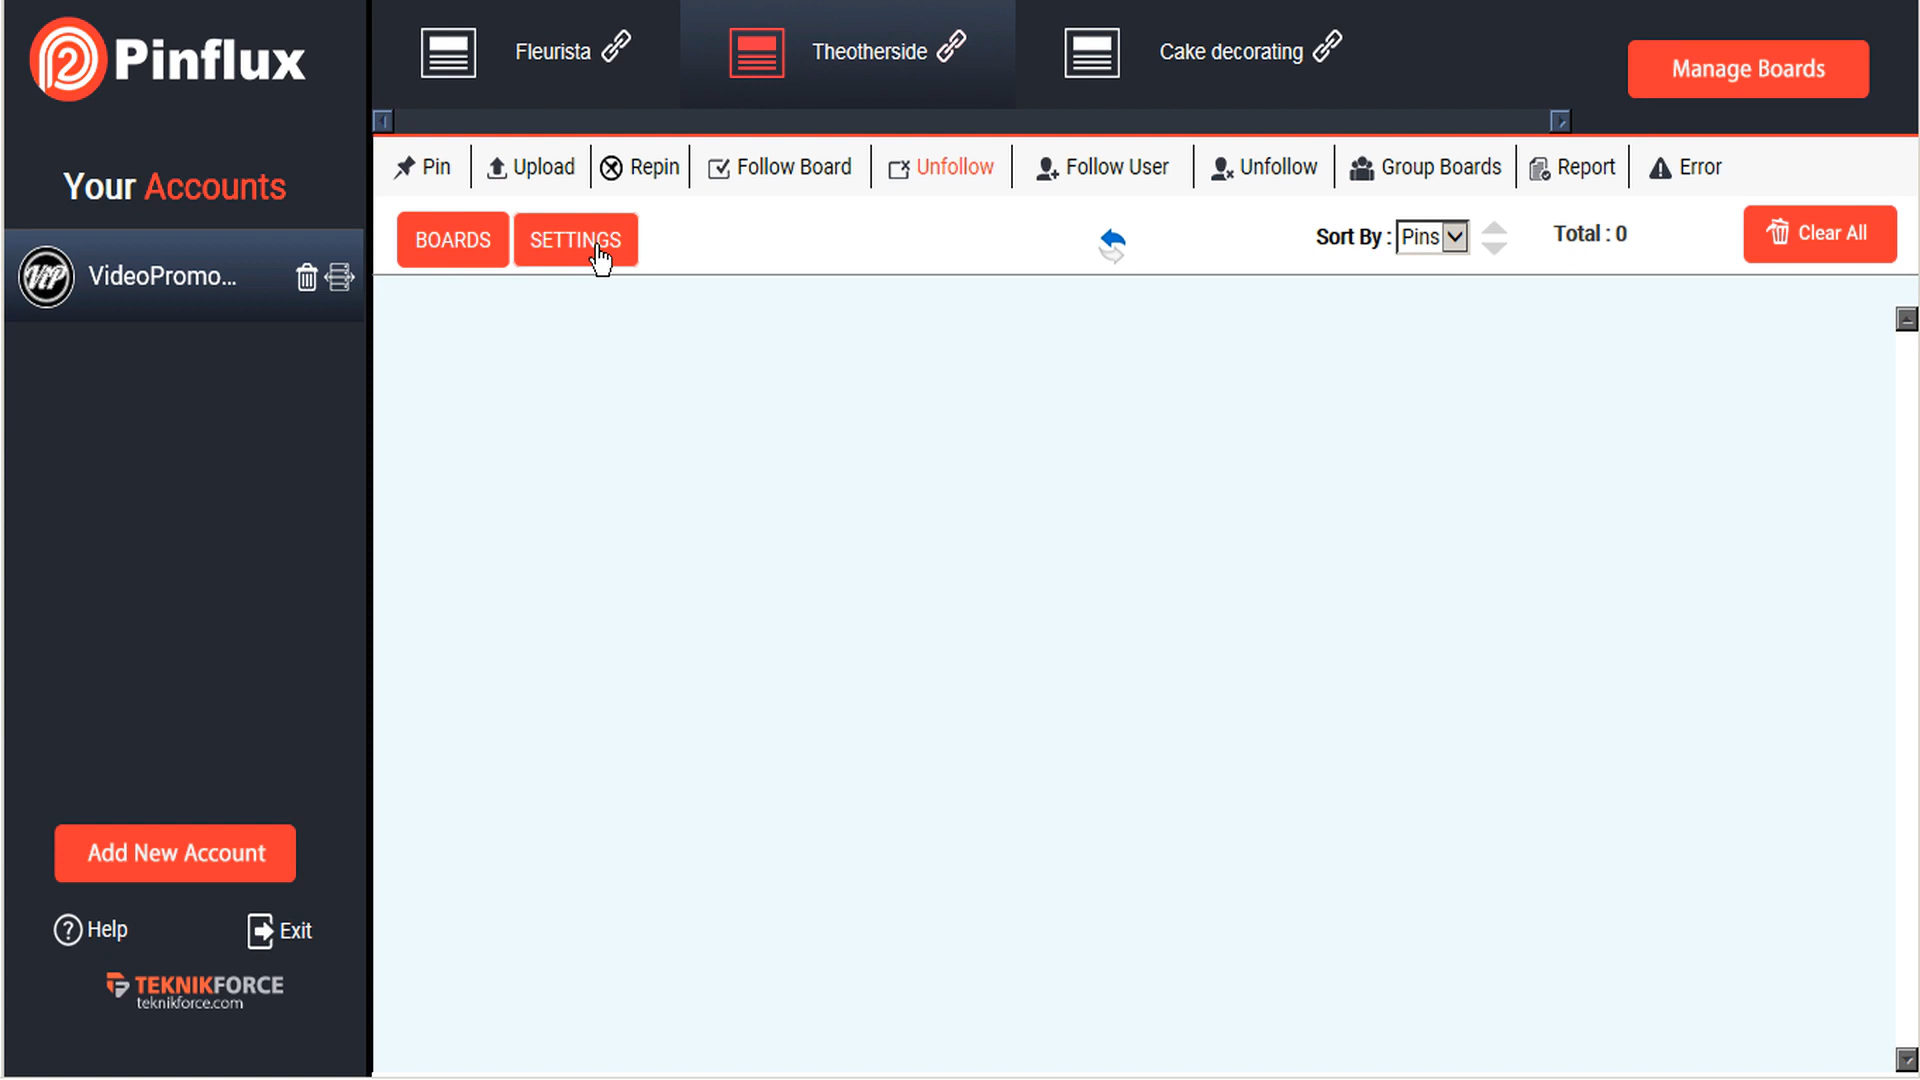 Pinflux
Fleurista
Theotherside
Cake decorating
Manage Boards
Your Accounts
Pin
Upload
Repin
Follow Board
Unfollow
Follow User
Unfollow
Group Boards
Report
Error
BOARDS
SETTINGS
Sort By :
Pins
Total : 0
Clear All
VIP
VideoPromo...
Add New Account
? Help
Exit
TEKNIKFORCE
teknikforce.com